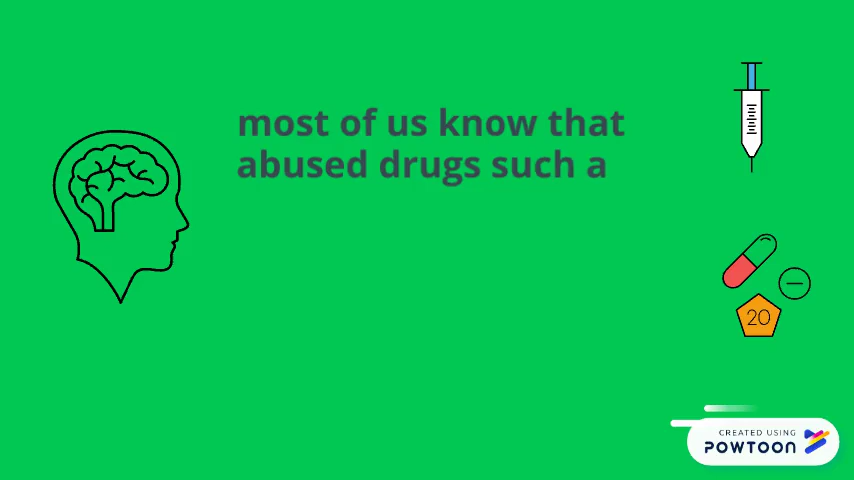 most of us know that
abused drugs such a
20
CREATED USING
POWTOON